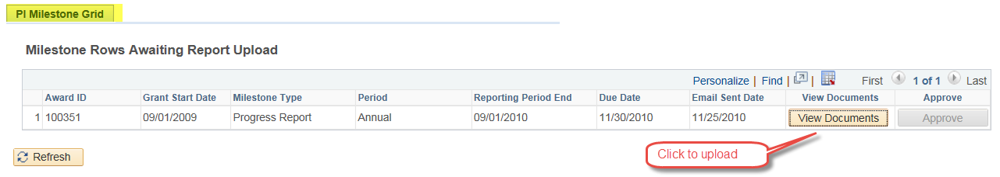 PI Milestone Grid
Milestone Rows Awaiting Report Upload
Personalize | Find | | First 1 of 1 Last
Award ID Grant Start Date Milestone Type Period Reporting Period End Due Date Email Sent Date View Documents Approve
1 100351 09/01/2009 Progress Report Annual 09/01/2010 11/30/2010 11/25/2010 View Documents Approve
Click to upload
Refresh